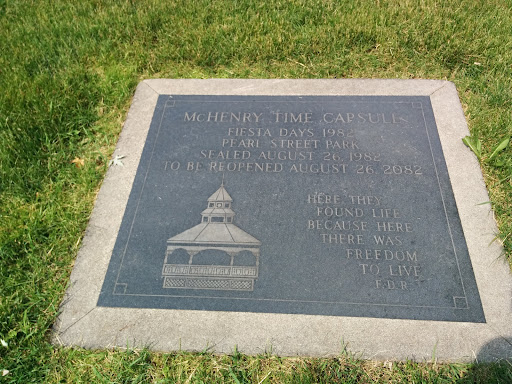 McHENRY TIME CAPSULE
FIESTA DAYS 1982
PEARL STREET PARK
SEALED AUGUST 26, 1982
TO BE REOPENED AUGUST 26, 2082
HERE THEY
FOUND LIFE
BECAUSE HERE
THERE WAS
FREEDOM
TO LIVE
F.D.R.